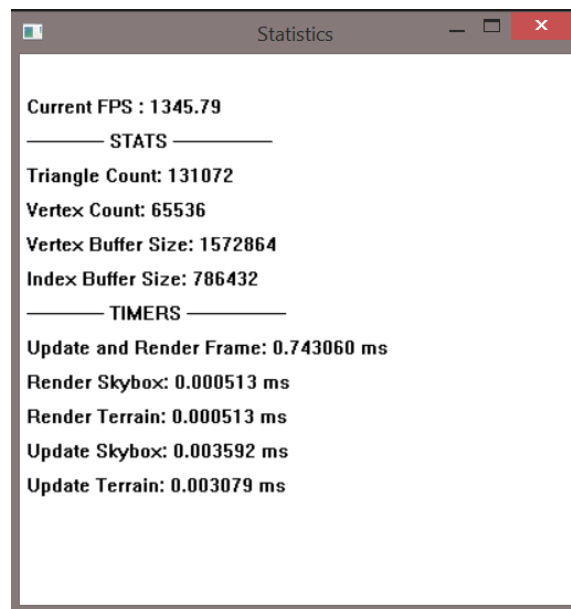 Statistics
Current FPS : 1345.79
———— STATS —————
Triangle Count: 131072
Vertex Count: 65536
Vertex Buffer Size: 1572864
Index Buffer Size: 786432
———— TIMERS —————
Update and Render Frame: 0.743060 ms
Render Skybox: 0.000513 ms
Render Terrain: 0.000513 ms
Update Skybox: 0.003592 ms
Update Terrain: 0.003079 ms